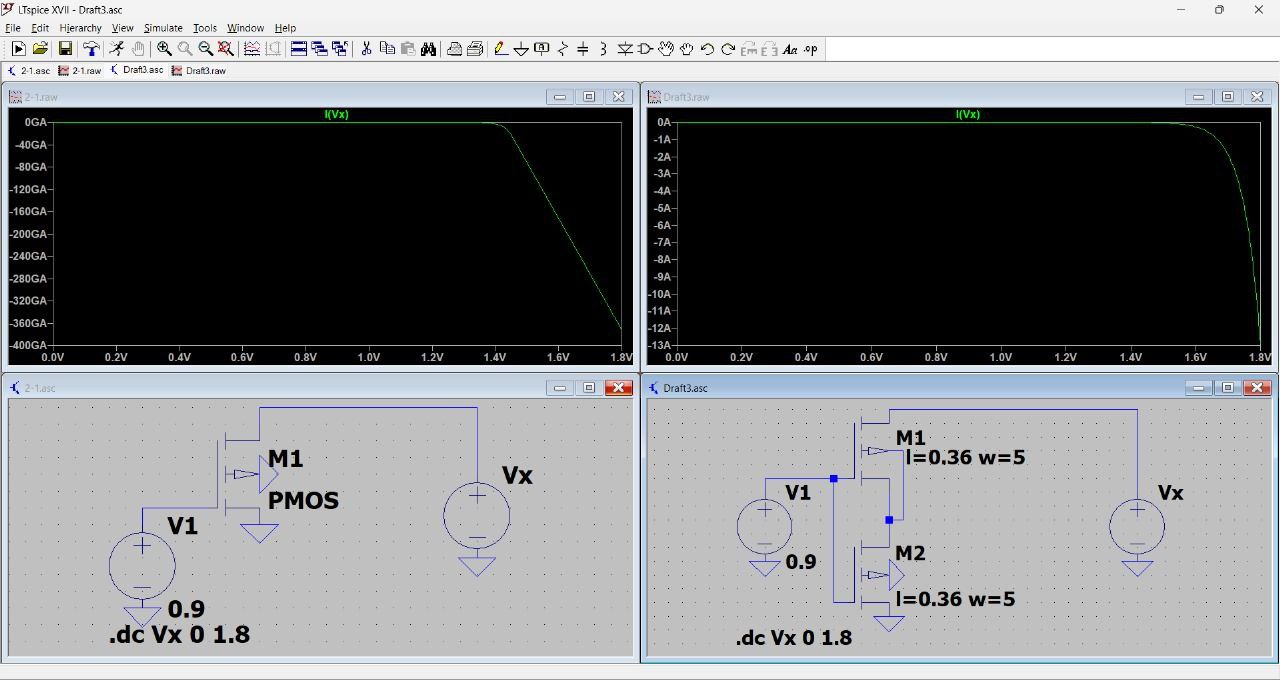 LTspice XVII - Draft3.asc
File Edit Hierarchy View Simulate Tools Window Help
Aa .op
2-1.asc 2-1.raw Draft3.asc Draft3.raw
2-1.raw
I(Vx)
0GA
-40GA
-80GA
-120GA
-160GA
-200GA
-240GA
-280GA
-320GA
-360GA
-400GA
0.0V 0.2V 0.4V 0.6V 0.8V 1.0V 1.2V 1.4V 1.6V 1.8V
Draft3.raw
I(Vx)
0A
-1A
-2A
-3A
-4A
-5A
-6A
-7A
-8A
-9A
-10A
-11A
-12A
-13A
0.0V 0.2V 0.4V 0.6V 0.8V 1.0V 1.2V 1.4V 1.6V 1.8V
2-1.asc
M1
PMOS
Vx
V1
0.9
.dc Vx 0 1.8
Draft3.asc
M1
l=0.36 w=5
V1
Vx
0.9
M2
l=0.36 w=5
.dc Vx 0 1.8